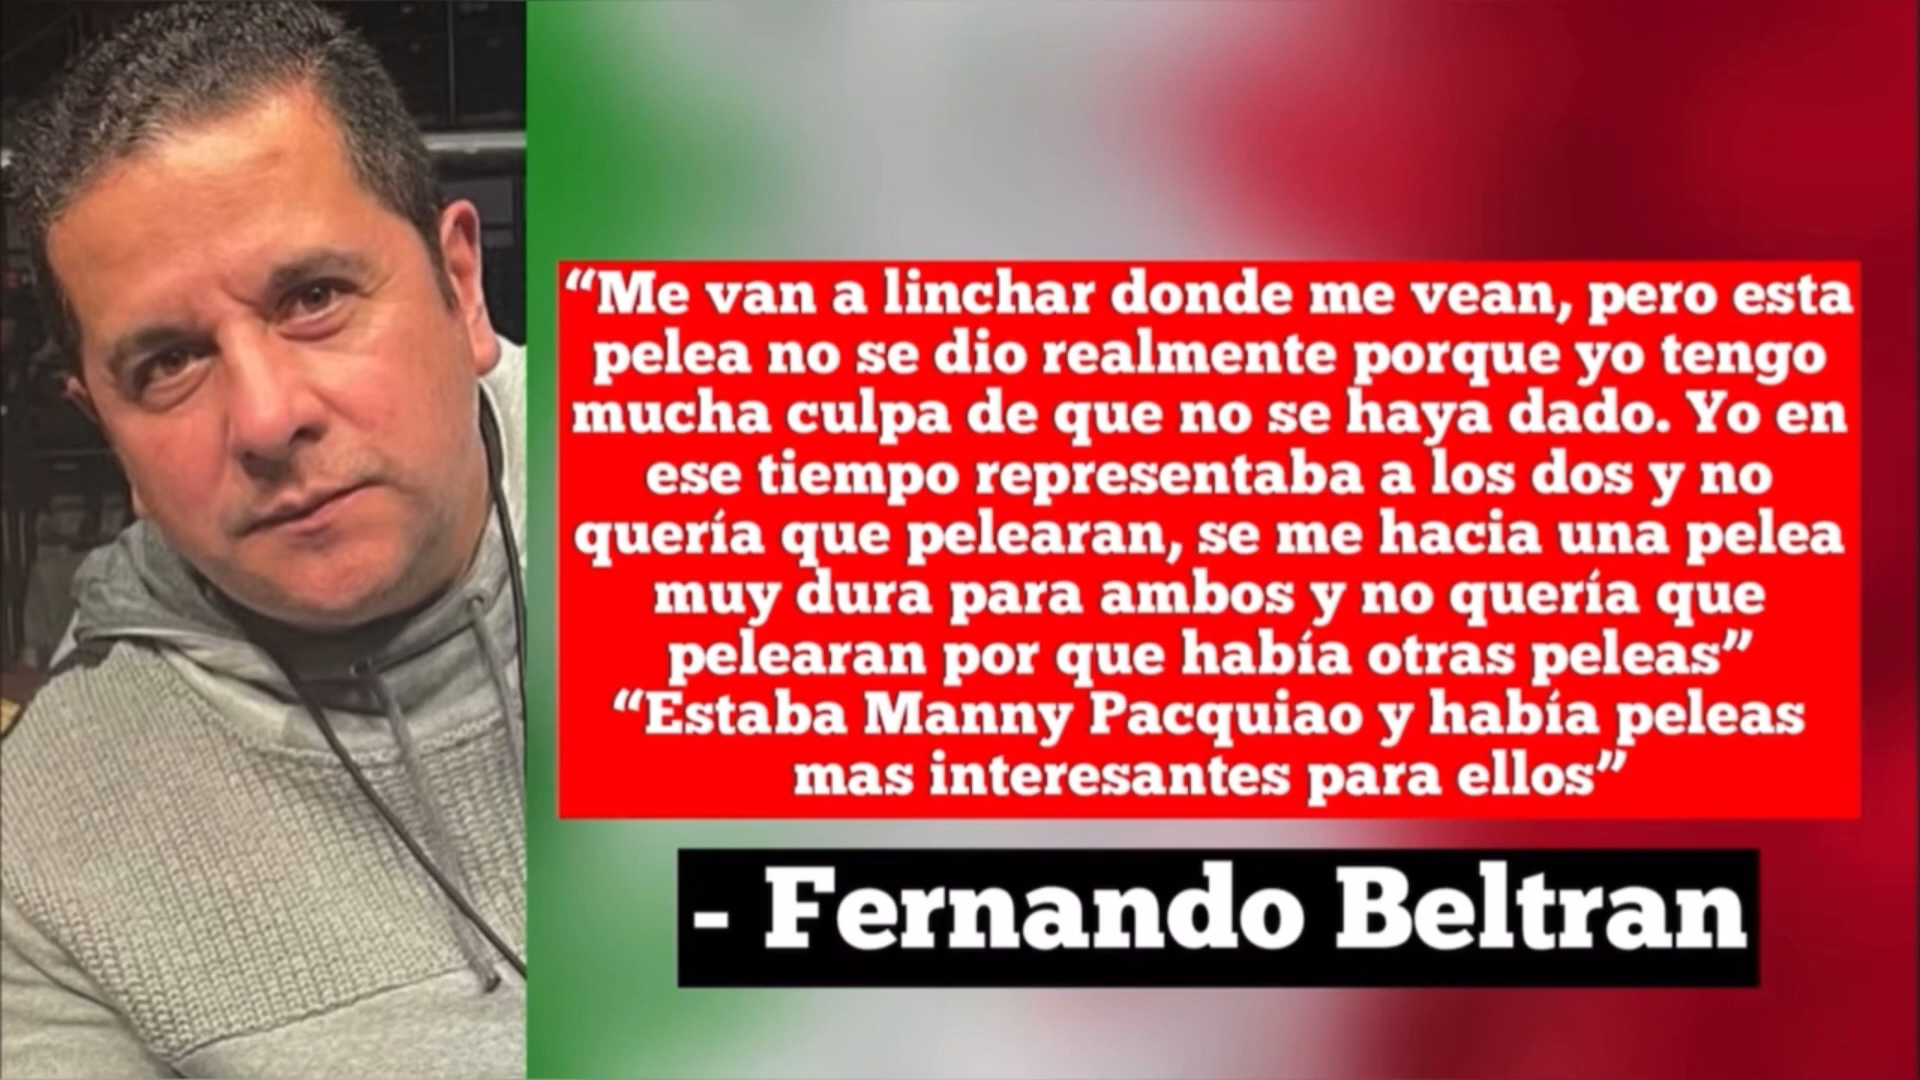 “Me van a linchar donde me vean, pero esta
pelea no se dio realmente porque yo tengo
mucha culpa de que no se haya dado. Yo en
ese tiempo representaba a los dos y no
quería que pelearan, se me hacia una pelea
muy dura para ambos y no quería que
pelearan por que había otras peleas”
“Estaba Manny Pacquiao y había peleas
mas interesantes para ellos”
- Fernando Beltran